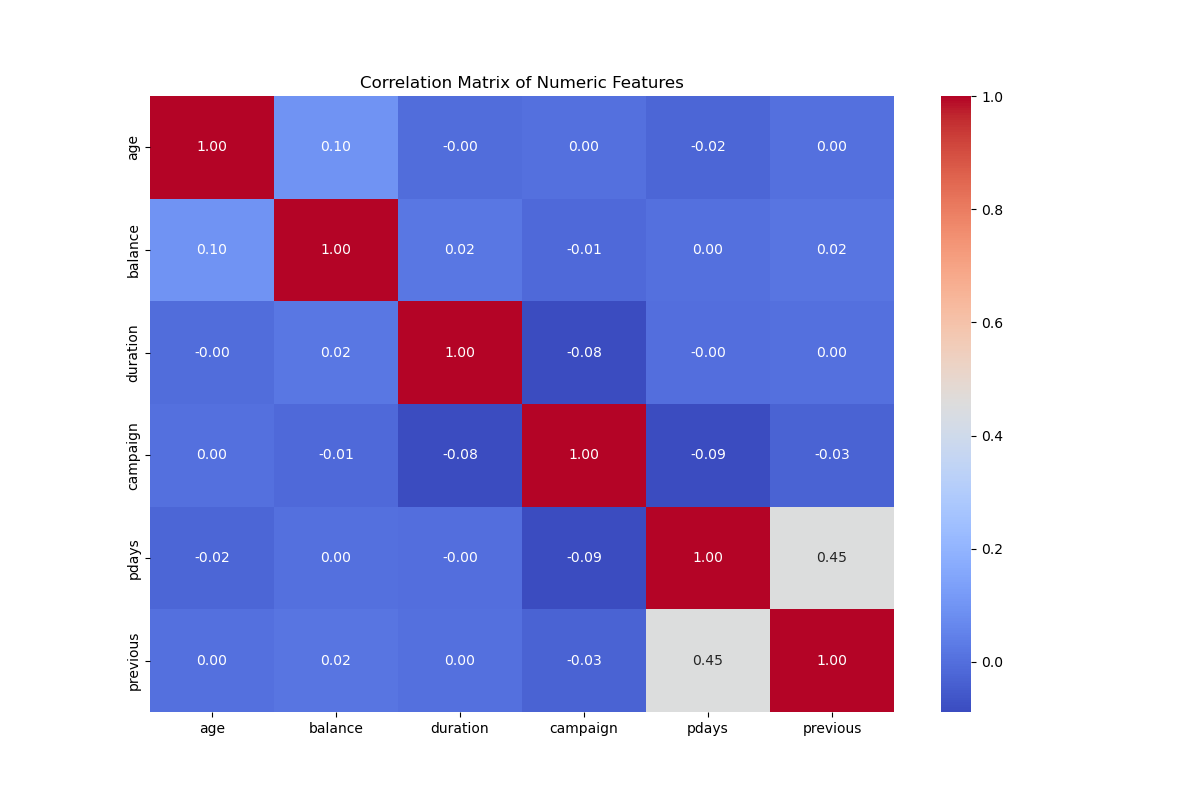 Correlation Matrix of Numeric Features
age 1.00 0.10 -0.00 0.00 -0.02 0.00
balance 0.10 1.00 0.02 -0.01 0.00 0.02
duration -0.00 0.02 1.00 -0.08 -0.00 0.00
campaign 0.00 -0.01 -0.08 1.00 -0.09 -0.03
pdays -0.02 0.00 -0.00 -0.09 1.00 0.45
previous 0.00 0.02 0.00 -0.03 0.45 1.00
age balance duration campaign pdays previous
1.0
0.8
0.6
0.4
0.2
0.0